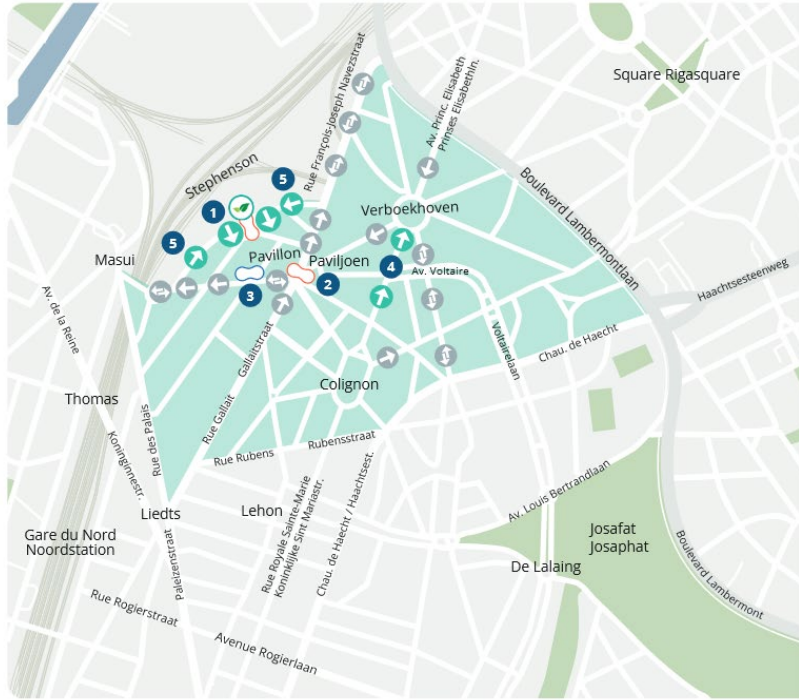 Square Rigasquare
Rue François-Joseph Naverstraat
Av. Princ. Elisabeth
Prinses Elisabethln.
Stephenson
5
1
Boulevard Lambermontlaan
Verboekhoven
5
Masui
Pavillon
Paviljoen
4
Av. Voltaire
Haachtsesteenweg
2
3
Av. de la Reine
Koninginnestr.
Gallaitstraat
Rue Gallait
Voltairelaan
Chau. de Haecht
Colignon
Thomas
Rue des Palais
Paleizenstraat
Rue Rubens
Rubensstraat
Av. Louis Bertrandlaan
Liedts
Lehon
Rue Royale Sainte-Marie
Koninklijke Sint Mariastr.
Chau. de Haecht / Haachtsest.
Gare du Nord
Noordstation
Josafat
Josaphat
De Lalaing
Boulevard Lambermont
Rue Rogierstraat
Avenue Rogierlaan